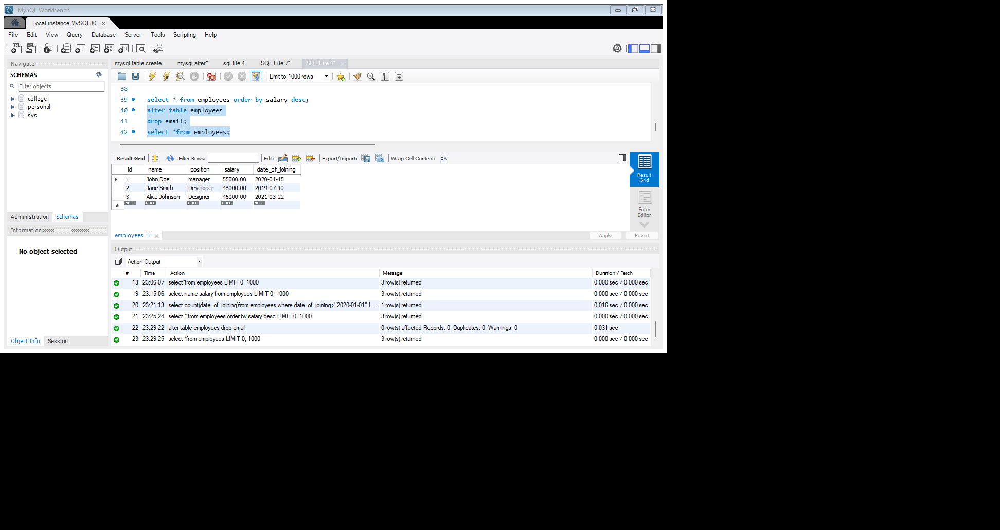 MySQL Workbench
Local instance MySQL80
File Edit View Query Database Server Tools Scripting Help
Navigator
SCHEMAS
Filter objects
college
personal
sys
Administration Schemas
Information
No object selected
Object Info Session
mysql table create mysql alter* sql file 4 SQL File 7* SQL File 6*
Limit to 1000 rows
38
39 select * from employees order by salary desc;
40 alter table employees
41 drop email;
42 select *from employees;
Result Grid Filter Rows: Edit: Export/Import: Wrap Cell Content:
id name position salary date_of_joining
1 John Doe manager 55000.00 2020-01-15
2 Jane Smith Developer 48000.00 2019-07-10
3 Alice Johnson Designer 46000.00 2021-03-22
NULL NULL NULL NULL NULL
Result
Grid
Form
Editor
employees 11
Apply Revert
Output
Action Output
# Time Action Message Duration / Fetch
18 23:06:07 select*from employees LIMIT 0, 1000 3 row(s) returned 0.000 sec / 0.000 sec
19 23:15:06 select name,salary from employees LIMIT 0, 1000 3 row(s) returned 0.000 sec / 0.000 sec
20 23:21:13 select count(date_of_joining)from employees where date_of_joining>"2020-01-01" L... 1 row(s) returned 0.016 sec / 0.000 sec
21 23:25:24 select * from employees order by salary desc LIMIT 0, 1000 3 row(s) returned 0.000 sec / 0.000 sec
22 23:29:22 alter table employees drop email 0 row(s) affected Records: 0 Duplicates: 0 Warnings: 0 0.031 sec
23 23:29:25 select *from employees LIMIT 0, 1000 3 row(s) returned 0.000 sec / 0.000 sec